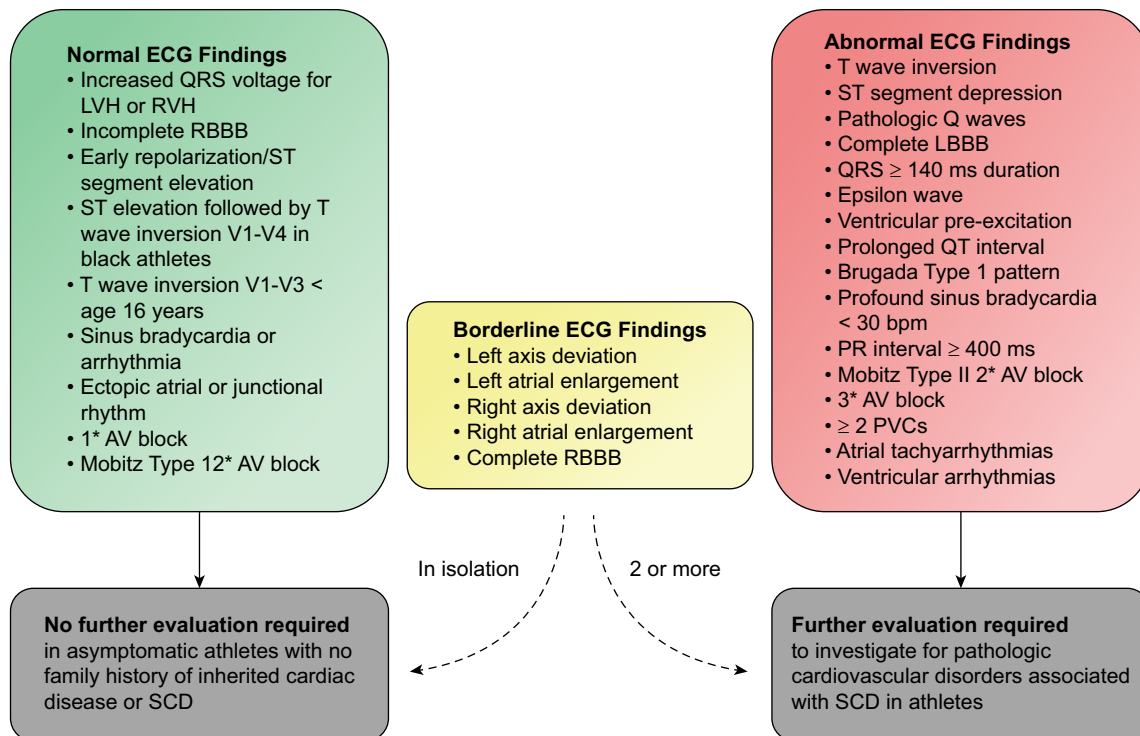 Normal ECG Findings
• Increased QRS voltage for
LVH or RVH
• Incomplete RBBB
• Early repolarization/ST
segment elevation
• ST elevation followed by T
wave inversion V1-V4 in
black athletes
• T wave inversion V1-V3 <
age 16 years
• Sinus bradycardia or
arrhythmia
• Ectopic atrial or junctional
rhythm
• 1* AV block
• Mobitz Type 12* AV block
Borderline ECG Findings
• Left axis deviation
• Left atrial enlargement
• Right axis deviation
• Right atrial enlargement
• Complete RBBB
Abnormal ECG Findings
• T wave inversion
• ST segment depression
• Pathologic Q waves
• Complete LBBB
• QRS ≥ 140 ms duration
• Epsilon wave
• Ventricular pre-excitation
• Prolonged QT interval
• Brugada Type 1 pattern
• Profound sinus bradycardia
< 30 bpm
• PR interval ≥ 400 ms
• Mobitz Type II 2* AV block
• 3* AV block
• ≥ 2 PVCs
• Atrial tachyarrhythmias
• Ventricular arrhythmias
In isolation
2 or more
No further evaluation required
in asymptomatic athletes with no
family history of inherited cardiac
disease or SCD
Further evaluation required
to investigate for pathologic
cardiovascular disorders associated
with SCD in athletes